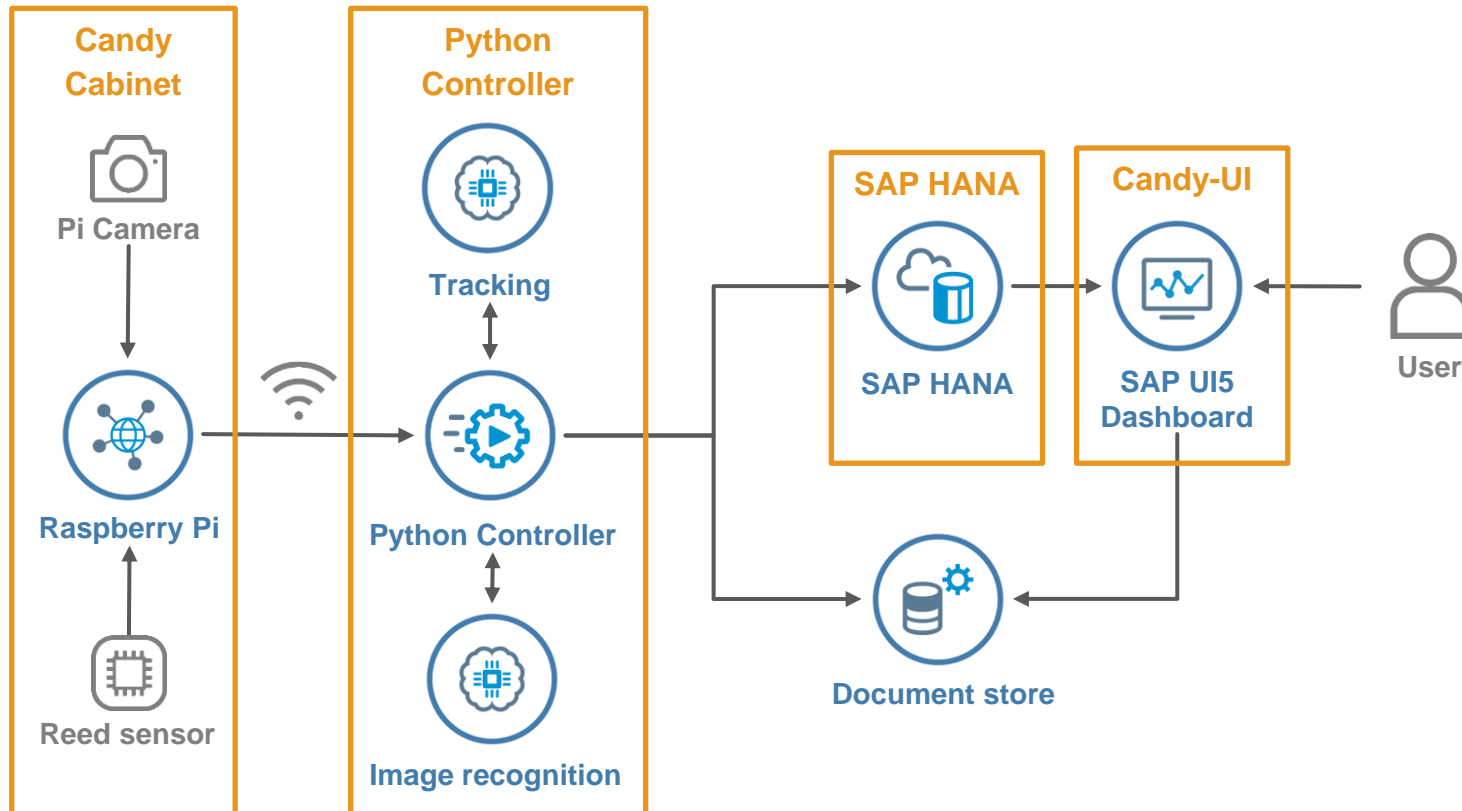 Candy
Cabinet
Pi Camera
Raspberry Pi
Reed sensor
Python
Controller
Tracking
Python Controller
Image recognition
SAP HANA
SAP HANA
Candy-UI
SAP UI5
Dashboard
Document store
User